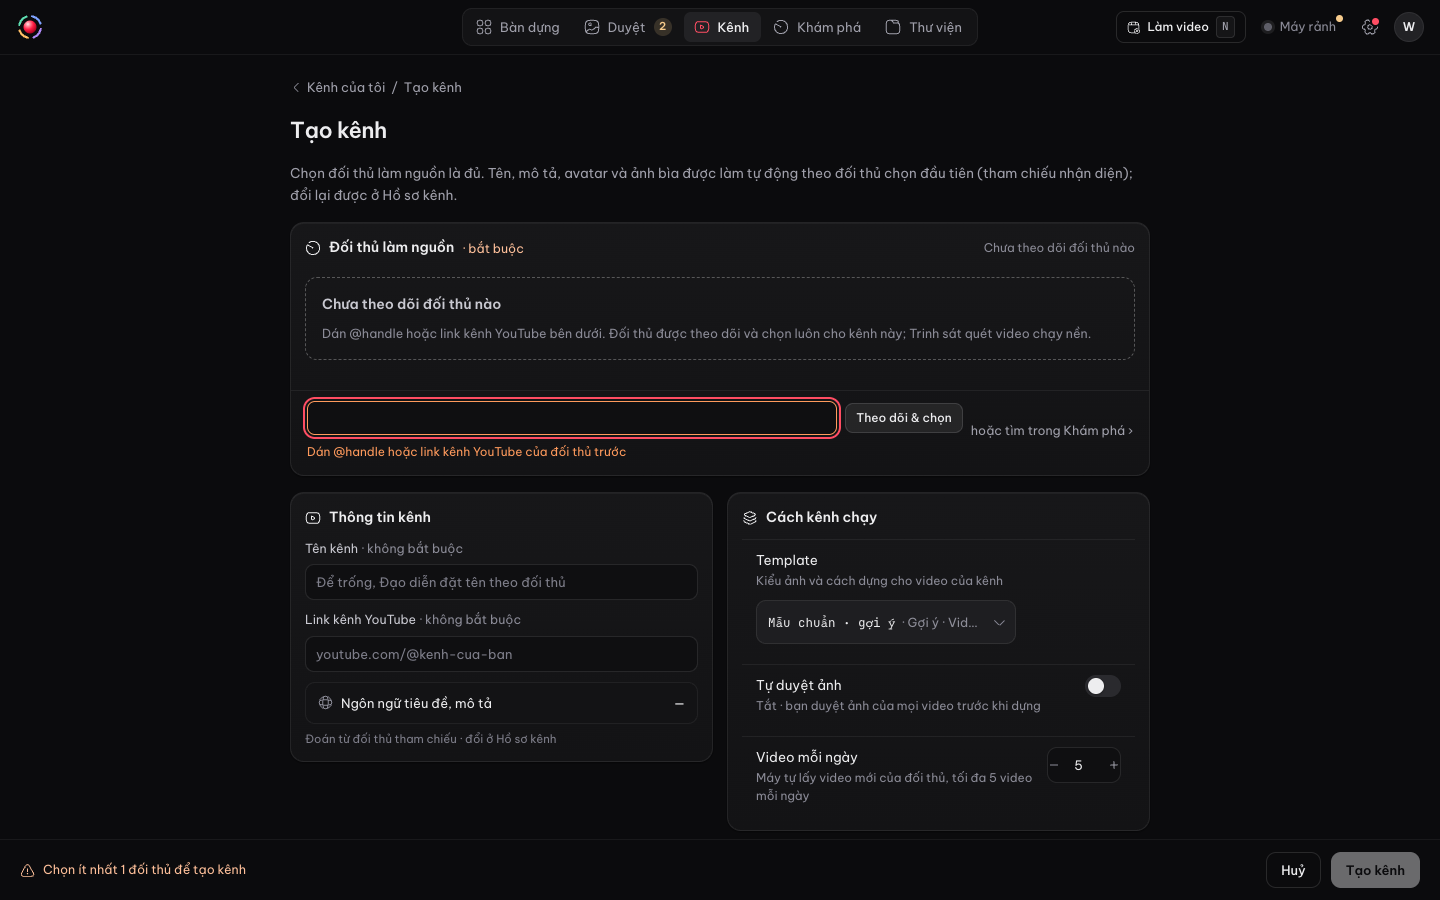 Bàn dựng
Duyệt 2
Kênh
Khám phá
Thư viện
Làm video N
Máy rảnh
W
Kênh của tôi / Tạo kênh
Tạo kênh
Chọn đối thủ làm nguồn là đủ. Tên, mô tả, avatar và ảnh bìa được làm tự động theo đối thủ chọn đầu tiên (tham chiếu nhận diện);
đổi lại được ở Hồ sơ kênh.
Đối thủ làm nguồn · bắt buộc
Chưa theo dõi đối thủ nào
Chưa theo dõi đối thủ nào
Dán @handle hoặc link kênh YouTube bên dưới. Đối thủ được theo dõi và chọn luôn cho kênh này; Trinh sát quét video chạy nền.
Theo dõi & chọn
hoặc tìm trong Khám phá ›
Dán @handle hoặc link kênh YouTube của đối thủ trước
Thông tin kênh
Tên kênh · không bắt buộc
Để trống, Đạo diễn đặt tên theo đối thủ
Link kênh YouTube · không bắt buộc
youtube.com/@kenh-cua-ban
Ngôn ngữ tiêu đề, mô tả –
Đoán từ đối thủ tham chiếu · đổi ở Hồ sơ kênh
Cách kênh chạy
Template
Kiểu ảnh và cách dựng cho video của kênh
Mẫu chuẩn · gợi ý · Gợi ý · Vid...
Tự duyệt ảnh
Tắt · bạn duyệt ảnh của mọi video trước khi dựng
Video mỗi ngày
Máy tự lấy video mới của đối thủ, tối đa 5 video
mỗi ngày
− 5 +
Chọn ít nhất 1 đối thủ để tạo kênh
Huỷ
Tạo kênh